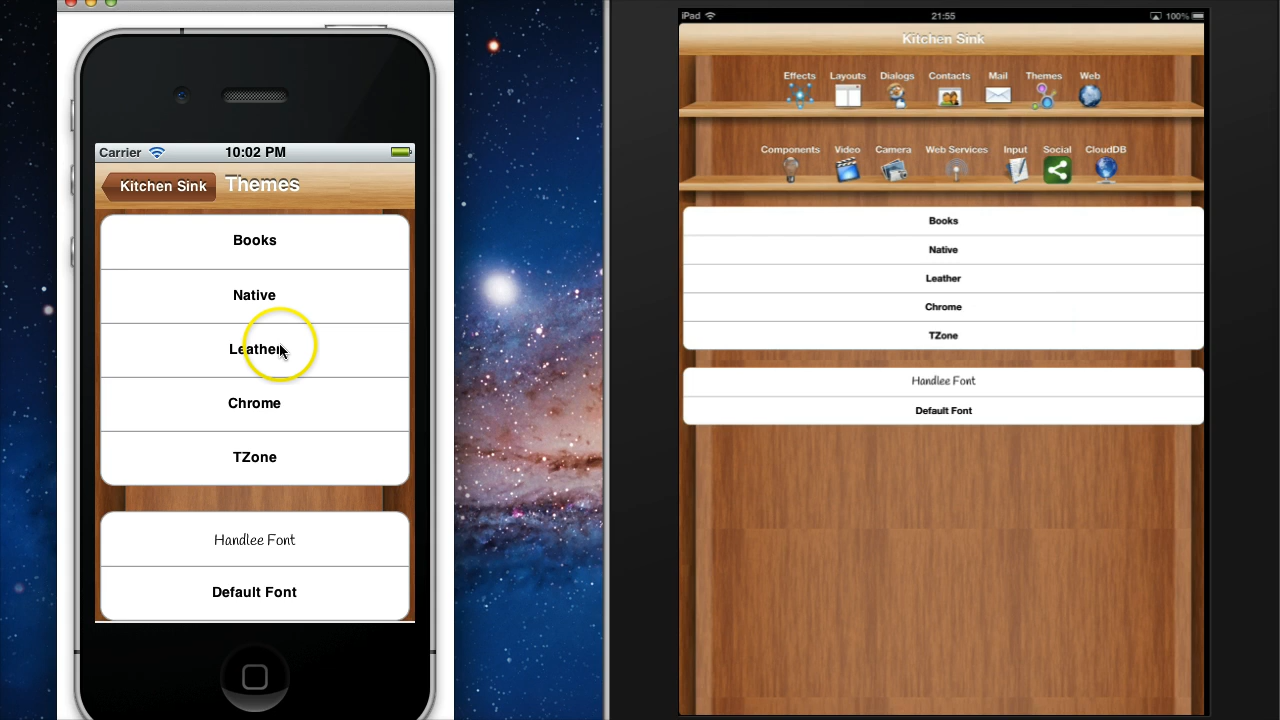 Carrier 10:02 PM
Kitchen Sink Themes
Books
Native
Leather
Chrome
TZone
Handlee Font
Default Font
iPad 21:55 100%
Kitchen Sink
Effects Layouts Dialogs Contacts Mail Themes Web
Components Video Camera Web Services Input Social CloudDB
Books
Native
Leather
Chrome
TZone
Handlee Font
Default Font